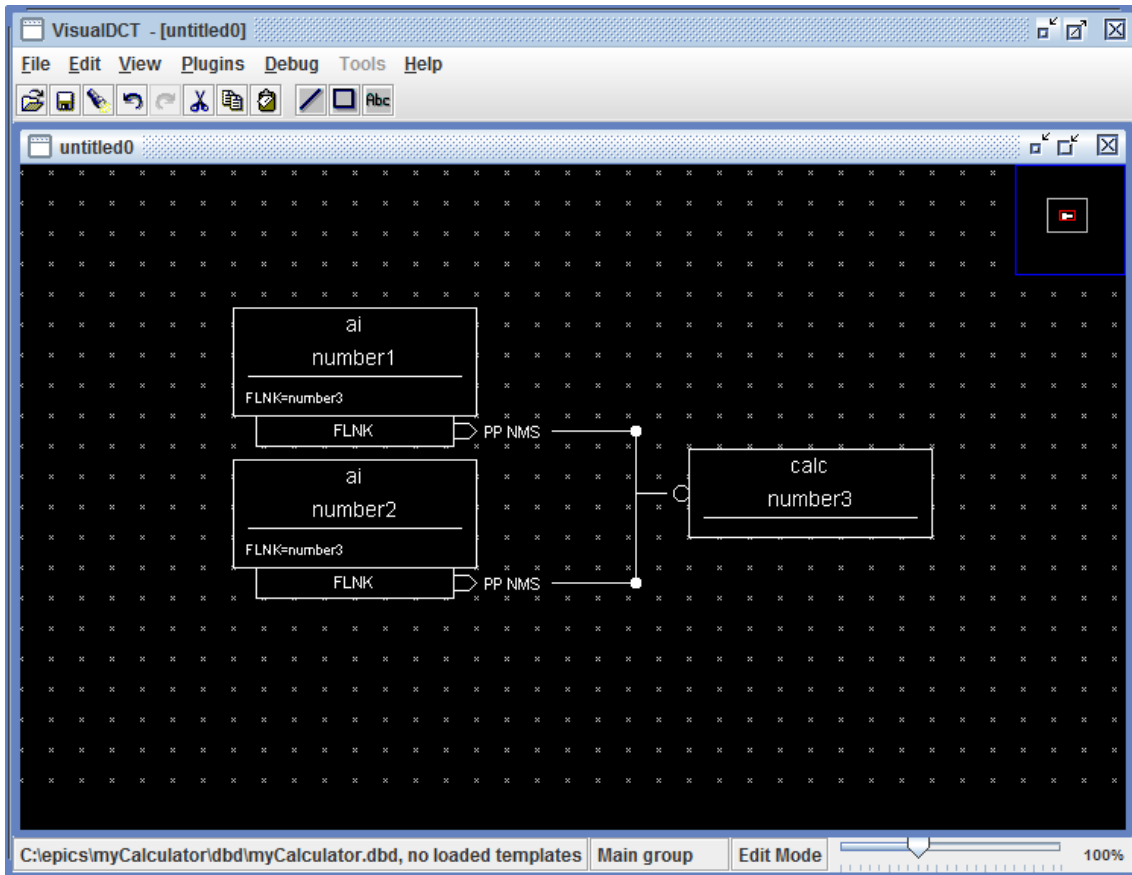 VisualDCT - [untitled0]
File Edit View Plugins Debug Tools Help
Abc
untitled0
ai
number1
FLNK=number3
FLNK
PP NMS
ai
number2
FLNK=number3
FLNK
PP NMS
calc
number3
C:\epics\myCalculator\dbd\myCalculator.dbd, no loaded templates Main group Edit Mode 100%